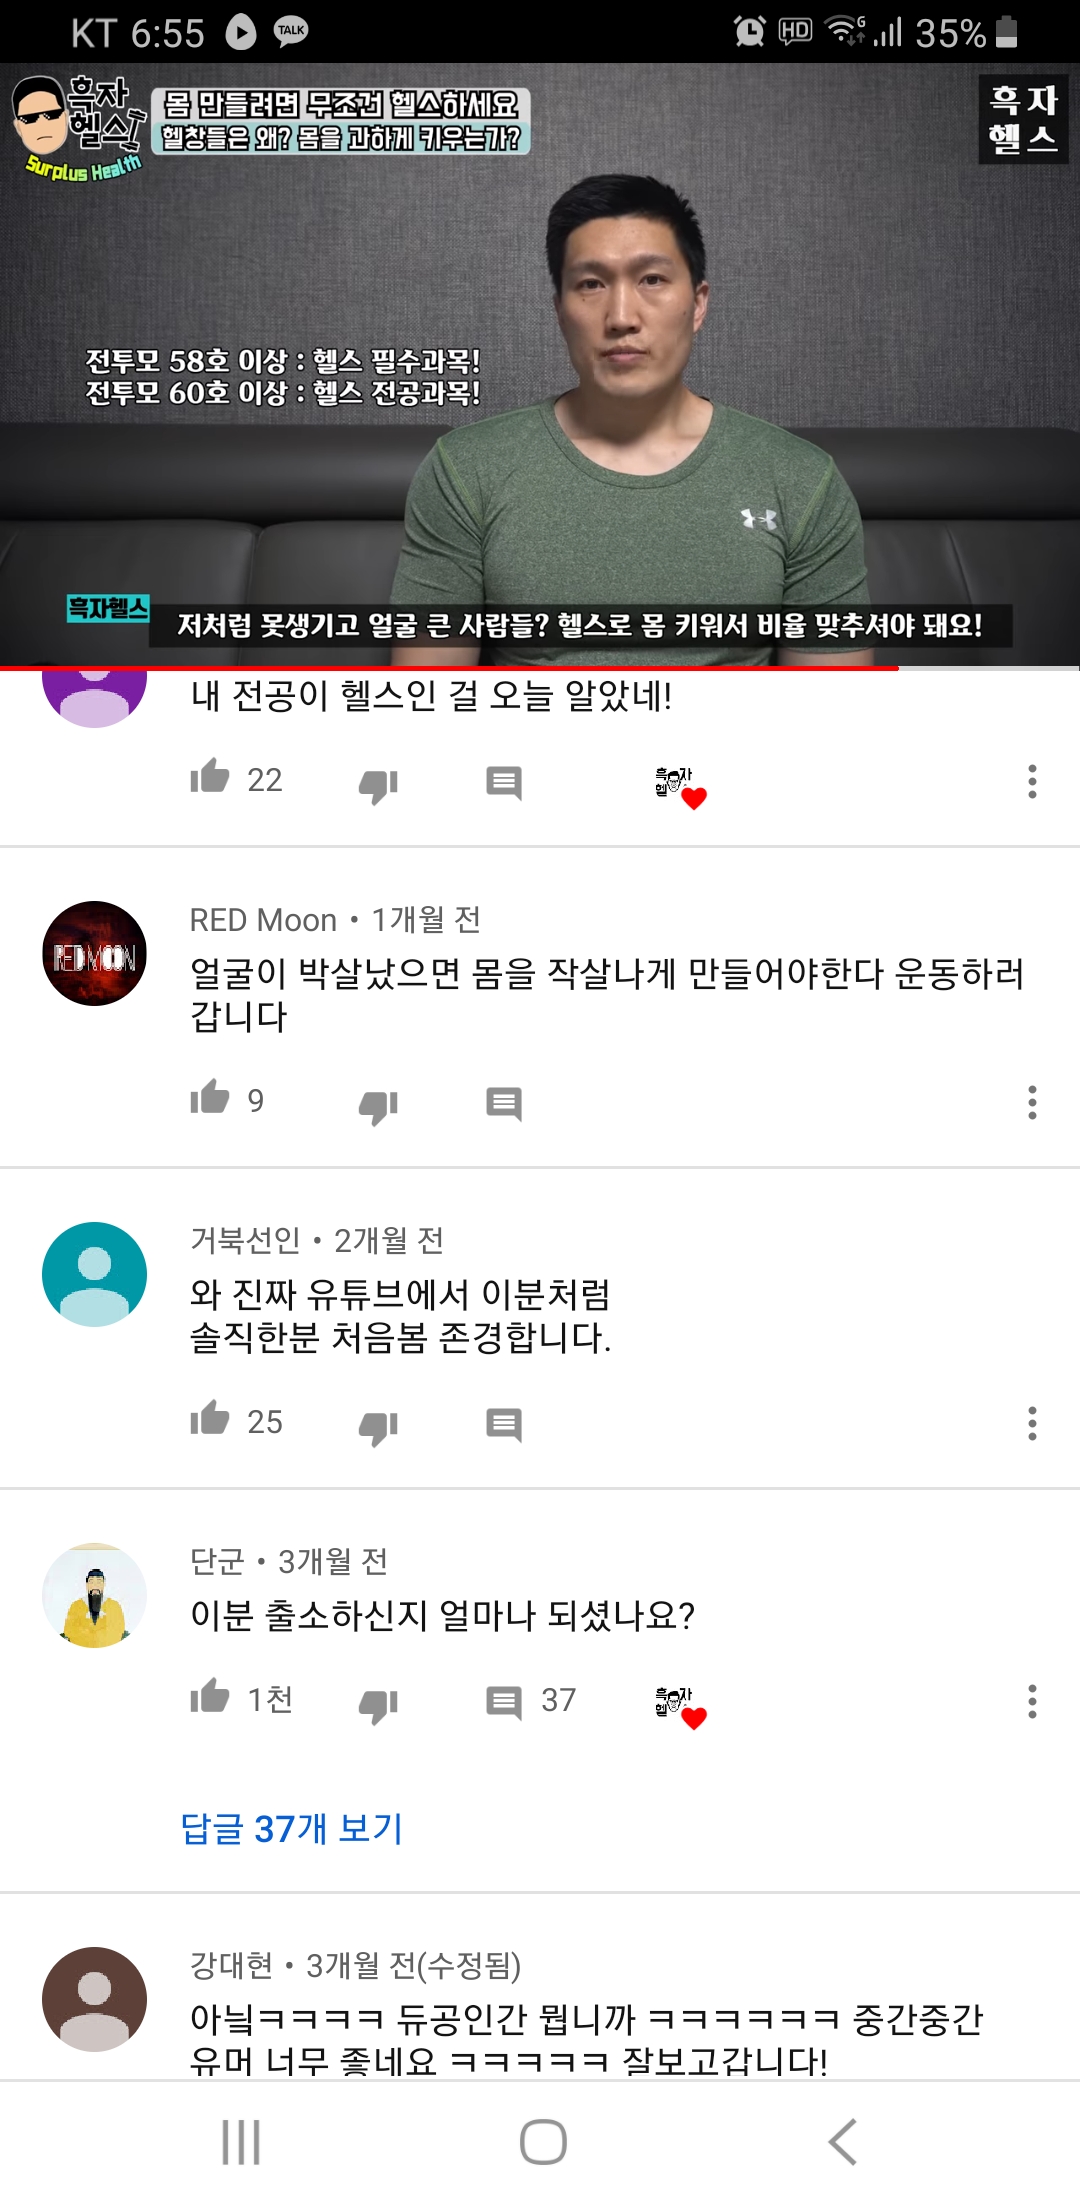 KT 6:55
TALK
HD
35%
흑자
헬스
Surplus Health
몸 만들려면 무조건 헬스하세요
헬창들은 왜? 몸을 과하게 키우는가?
흑자
헬스
전투모 58호 이상 : 헬스 필수과목!
전투모 60호 이상 : 헬스 전공과목!
흑자헬스
저처럼 못생기고 얼굴 큰 사람들? 헬스로 몸 키워서 비율 맞추셔야 돼요!
내 전공이 헬스인 걸 오늘 알았네!
22
흑자
헬
RED MOON
RED Moon • 1개월 전
얼굴이 박살났으면 몸을 작살나게 만들어야한다 운동하러
갑니다
9
거북선인 • 2개월 전
와 진짜 유튜브에서 이분처럼
솔직한분 처음봄 존경합니다.
25
단군 • 3개월 전
이분 출소하신지 얼마나 되셨나요?
1천
37
흑자
헬
답글 37개 보기
강대현 • 3개월 전(수정됨)
아닠ㅋㅋㅋㅋ 듀공인간 뭡니까 ㅋㅋㅋㅋㅋㅋ 중간중간
유머 너무 좋네요 ㅋㅋㅋㅋㅋ 잘보고갑니다!